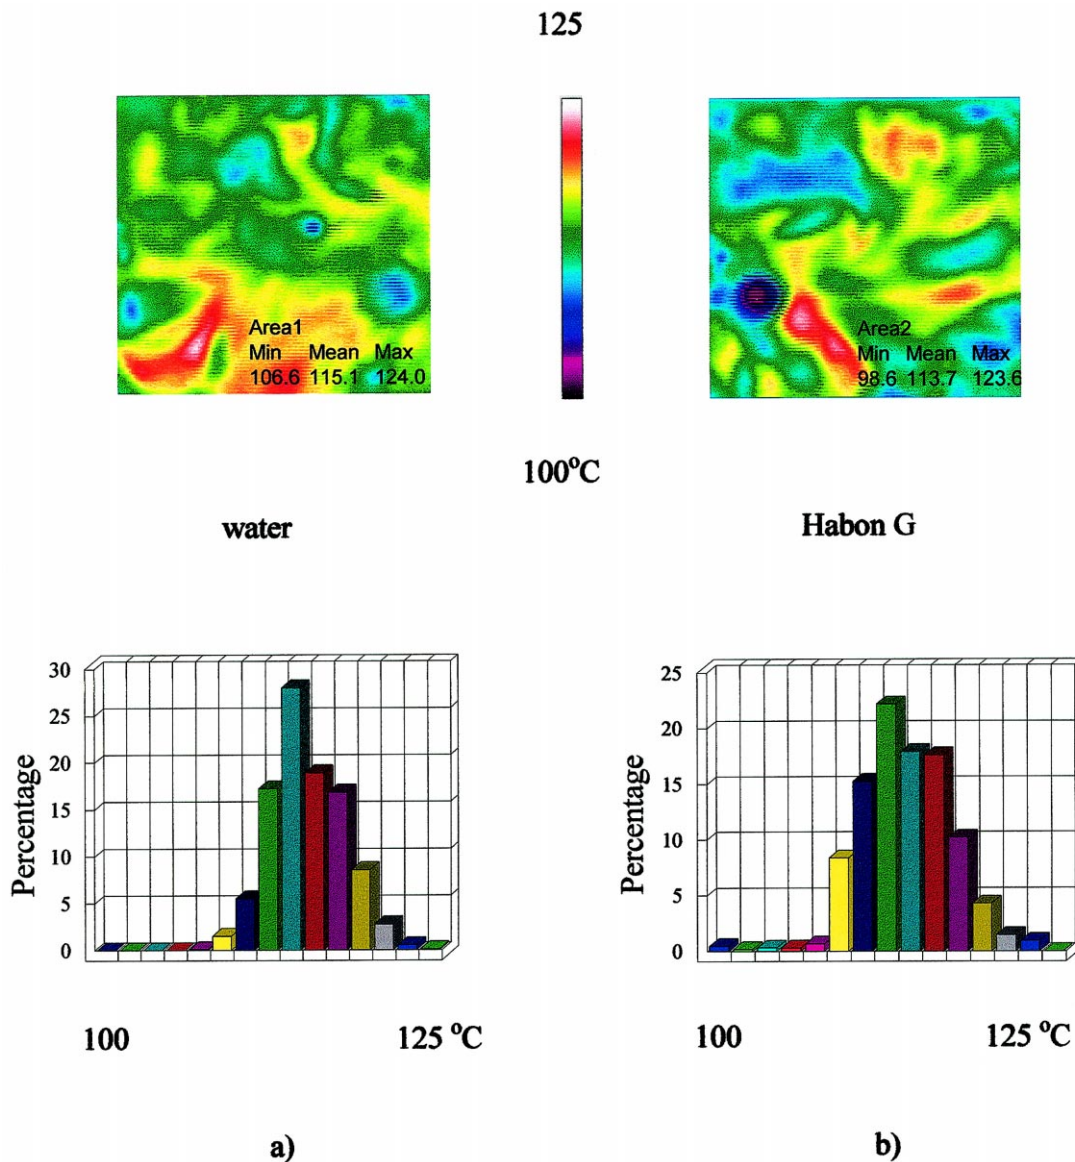 125
Area1
Min Mean Max
106.6 115.1 124.0
Area2
Min Mean Max
98.6 113.7 123.6
100°C
water
Habon G
30
25
20
15
10
5
0
Percentage
100
125 °C
25
20
15
10
5
0
Percentage
100
125 °C
a)
b)